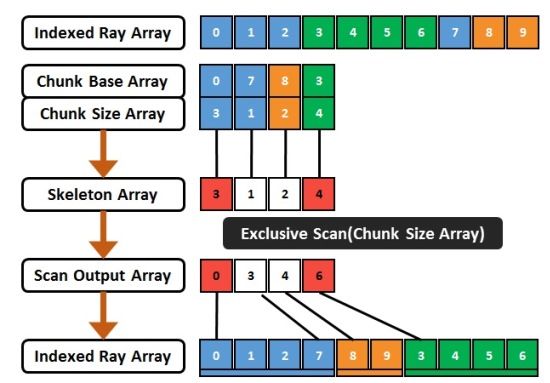 Indexed Ray Array 0 1 2 3 4 5 6 7 8 9
Chunk Base Array 0 7 8 3
Chunk Size Array 3 1 2 4
Skeleton Array 3 1 2 4
Exclusive Scan(Chunk Size Array)
Scan Output Array 0 3 4 6
Indexed Ray Array 0 1 2 7 8 9 3 4 5 6